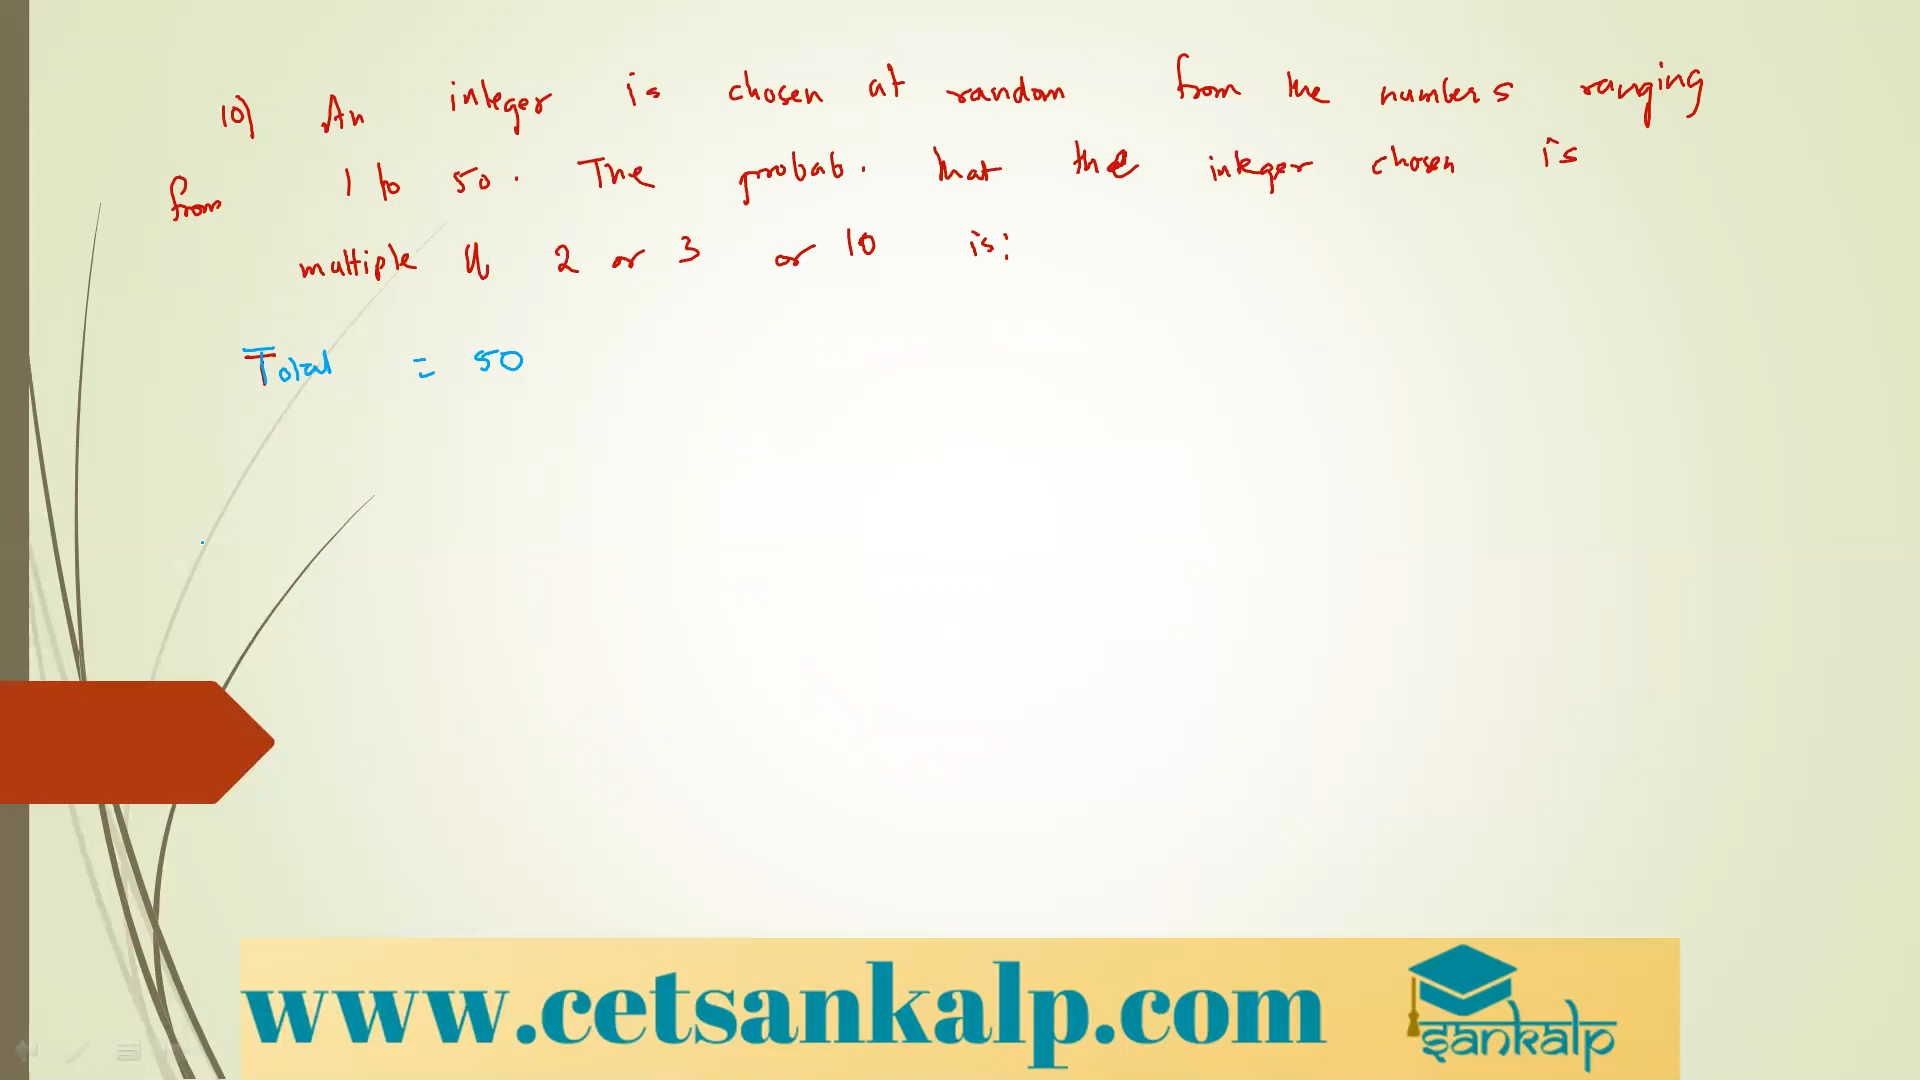 10) An integer is chosen at random from the numbers ranging
from 1 to 50. The probab. that the integer chosen is
multiple of 2 or 3 or 10 is:
Total = 50
www.cetsankalp.com
sankalp